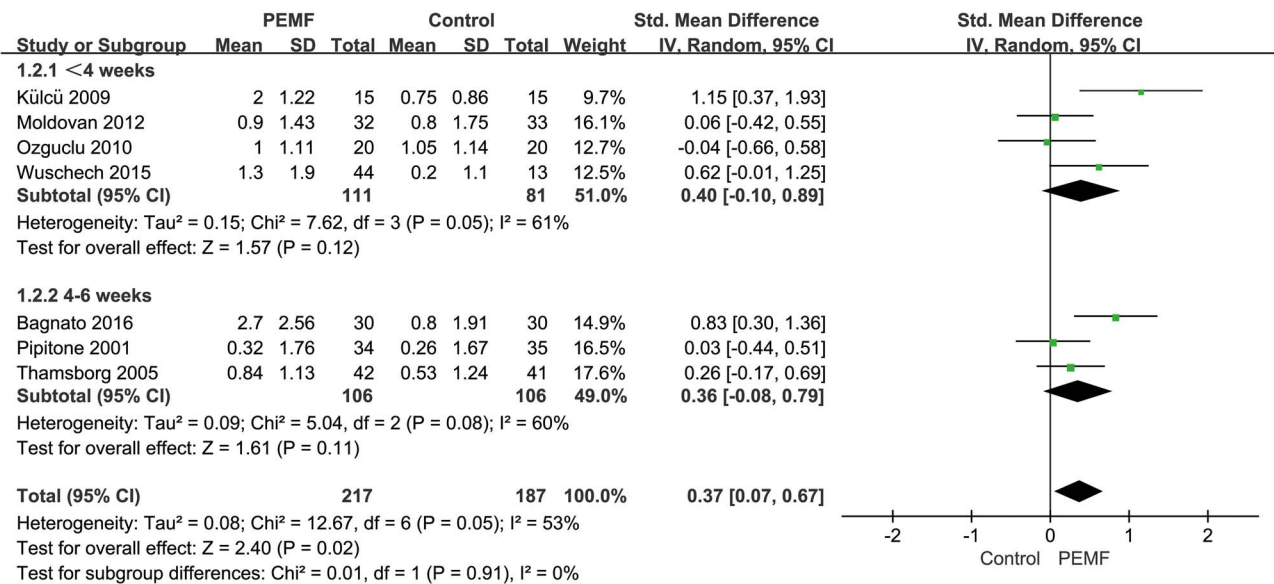 PEMF Control Std. Mean Difference Std. Mean Difference
Study or Subgroup Mean SD Total Mean SD Total Weight IV, Random, 95% CI IV, Random, 95% CI
1.2.1 <4 weeks
Külcü 2009 2 1.22 15 0.75 0.86 15 9.7% 1.15 [0.37, 1.93]
Moldovan 2012 0.9 1.43 32 0.8 1.75 33 16.1% 0.06 [-0.42, 0.55]
Ozguclu 2010 1 1.11 20 1.05 1.14 20 12.7% -0.04 [-0.66, 0.58]
Wuschech 2015 1.3 1.9 44 0.2 1.1 13 12.5% 0.62 [-0.01, 1.25]
Subtotal (95% CI) 111 81 51.0% 0.40 [-0.10, 0.89]
Heterogeneity: Tau² = 0.15; Chi² = 7.62, df = 3 (P = 0.05); I² = 61%
Test for overall effect: Z = 1.57 (P = 0.12)
1.2.2 4-6 weeks
Bagnato 2016 2.7 2.56 30 0.8 1.91 30 14.9% 0.83 [0.30, 1.36]
Pipitone 2001 0.32 1.76 34 0.26 1.67 35 16.5% 0.03 [-0.44, 0.51]
Thamsborg 2005 0.84 1.13 42 0.53 1.24 41 17.6% 0.26 [-0.17, 0.69]
Subtotal (95% CI) 106 106 49.0% 0.36 [-0.08, 0.79]
Heterogeneity: Tau² = 0.09; Chi² = 5.04, df = 2 (P = 0.08); I² = 60%
Test for overall effect: Z = 1.61 (P = 0.11)
Total (95% CI) 217 187 100.0% 0.37 [0.07, 0.67]
Heterogeneity: Tau² = 0.08; Chi² = 12.67, df = 6 (P = 0.05); I² = 53%
Test for overall effect: Z = 2.40 (P = 0.02)
Test for subgroup differences: Chi² = 0.01, df = 1 (P = 0.91), I² = 0%
-2 -1 0 1 2
Control PEMF